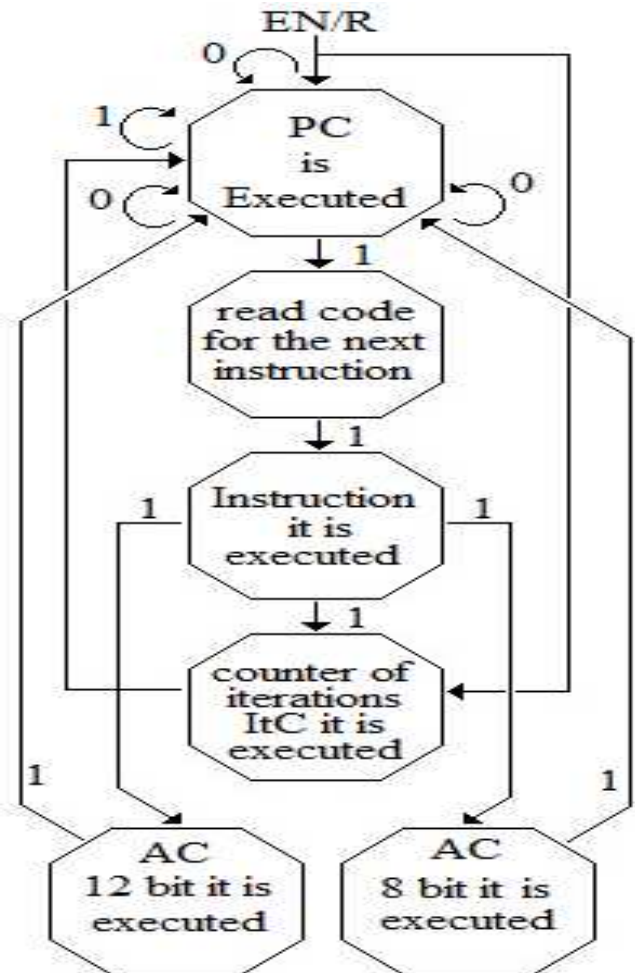 EN/R
0
1
PC
is
Executed
0
0
1
read code
for the next
instruction
1
1
Instruction
it is
executed
1
1
counter of
iterations
ItC it is
executed
1
1
AC
12 bit it is
executed
AC
8 bit it is
executed